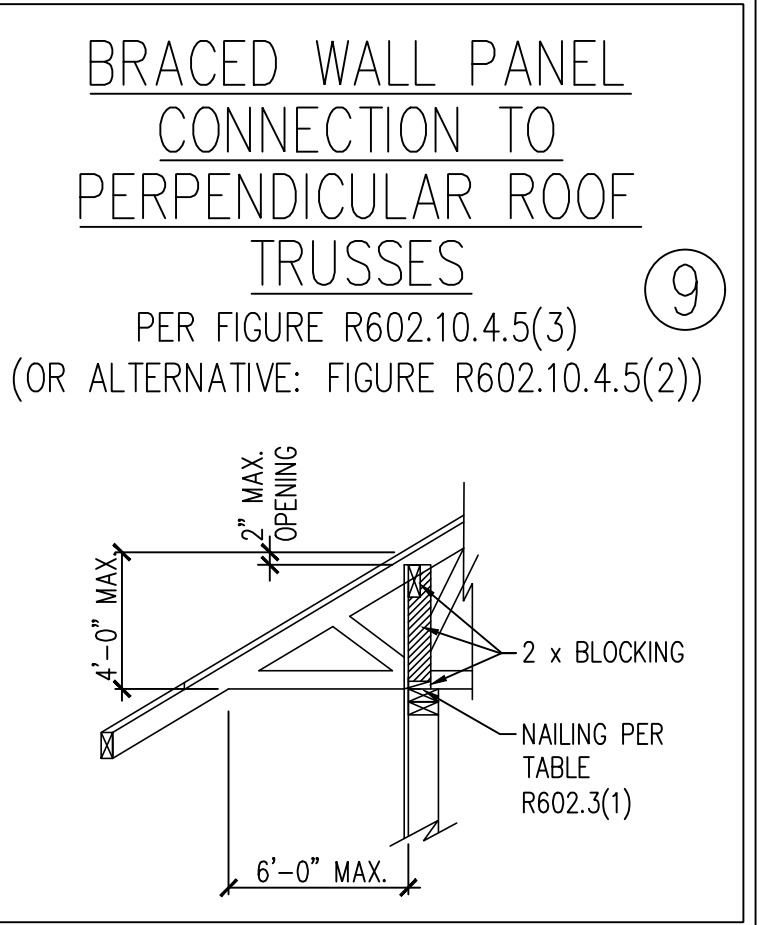 BRACED WALL PANEL
CONNECTION TO
PERPENDICULAR ROOF
TRUSSES
9
PER FIGURE R602.10.4.5(3)
(OR ALTERNATIVE: FIGURE R602.10.4.5(2))
2" MAX.
OPENING
4'-0" MAX
2 x BLOCKING
NAILING PER
TABLE
R602.3(1)
6'-0" MAX.